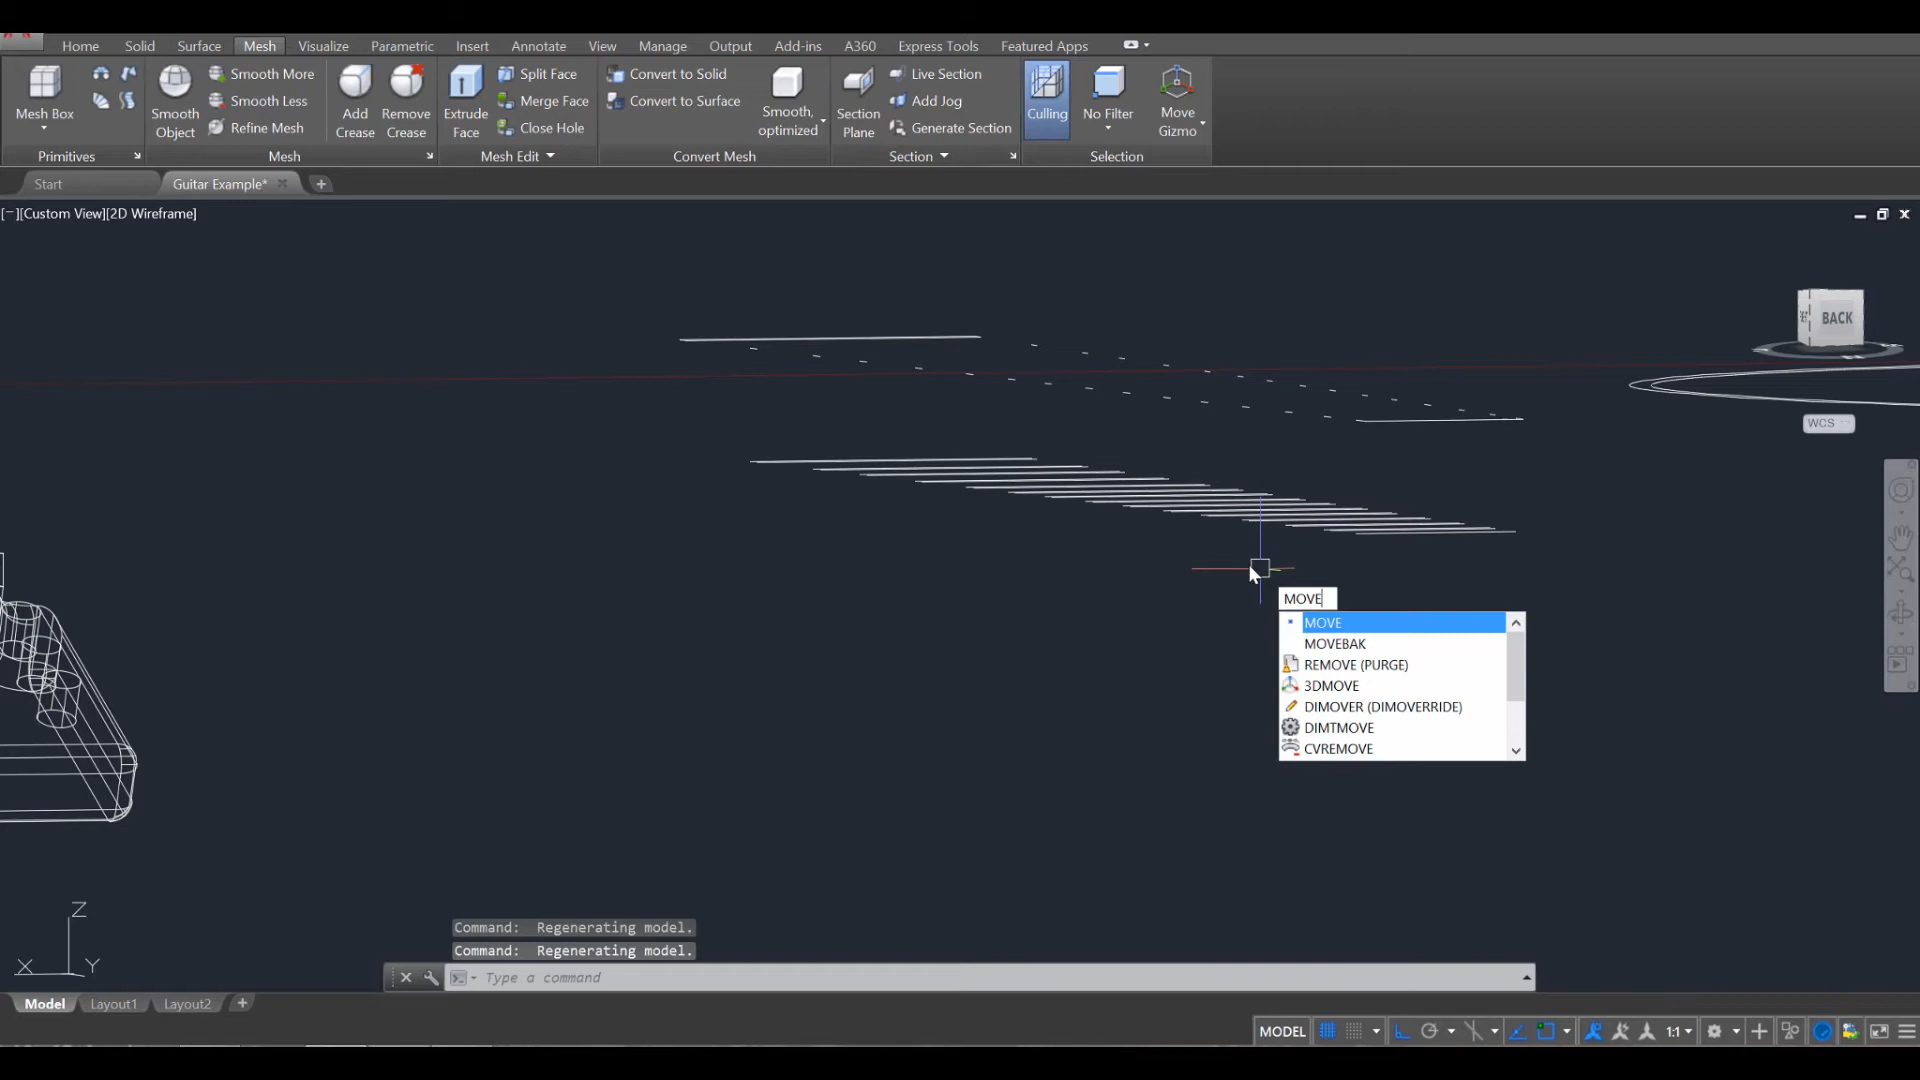 Home Solid Surface Mesh Visualize Parametric Insert Annotate View Manage Output Add-ins A360 Express Tools Featured Apps
Mesh Box
Smooth Object
Smooth More
Smooth Less
Refine Mesh
Add Crease
Remove Crease
Extrude Face
Split Face
Merge Face
Close Hole
Convert to Solid
Convert to Surface
Smooth, optimized
Section Plane
Live Section
Add Jog
Generate Section
Culling
No Filter
Move Gizmo
Primitives Mesh Mesh Edit Convert Mesh Section Selection
Start Guitar Example*
[−][Custom View][2D Wireframe]
BACK
WCS
MOVE
MOVE
MOVEBAK
REMOVE (PURGE)
3DMOVE
DIMOVER (DIMOVERRIDE)
DIMTMOVE
CVREMOVE
Z
X Y
Command: Regenerating model.
Command: Regenerating model.
Type a command
Model Layout1 Layout2
MODEL 1:1